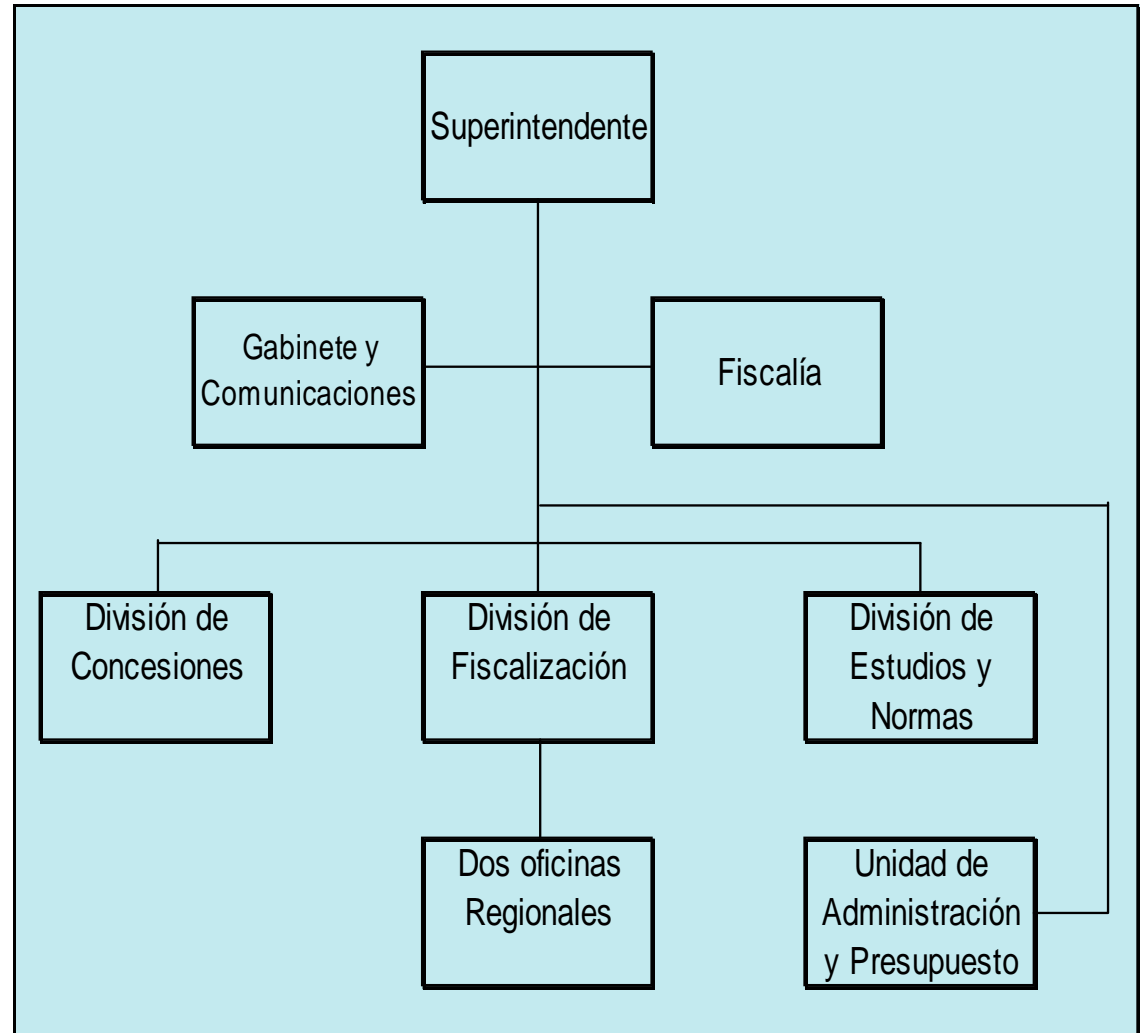 Superintendente
Gabinete y
Comunicaciones
Fiscalía
División de
Concesiones
División de
Fiscalización
División de
Estudios y
Normas
Dos oficinas
Regionales
Unidad de
Administración
y Presupuesto